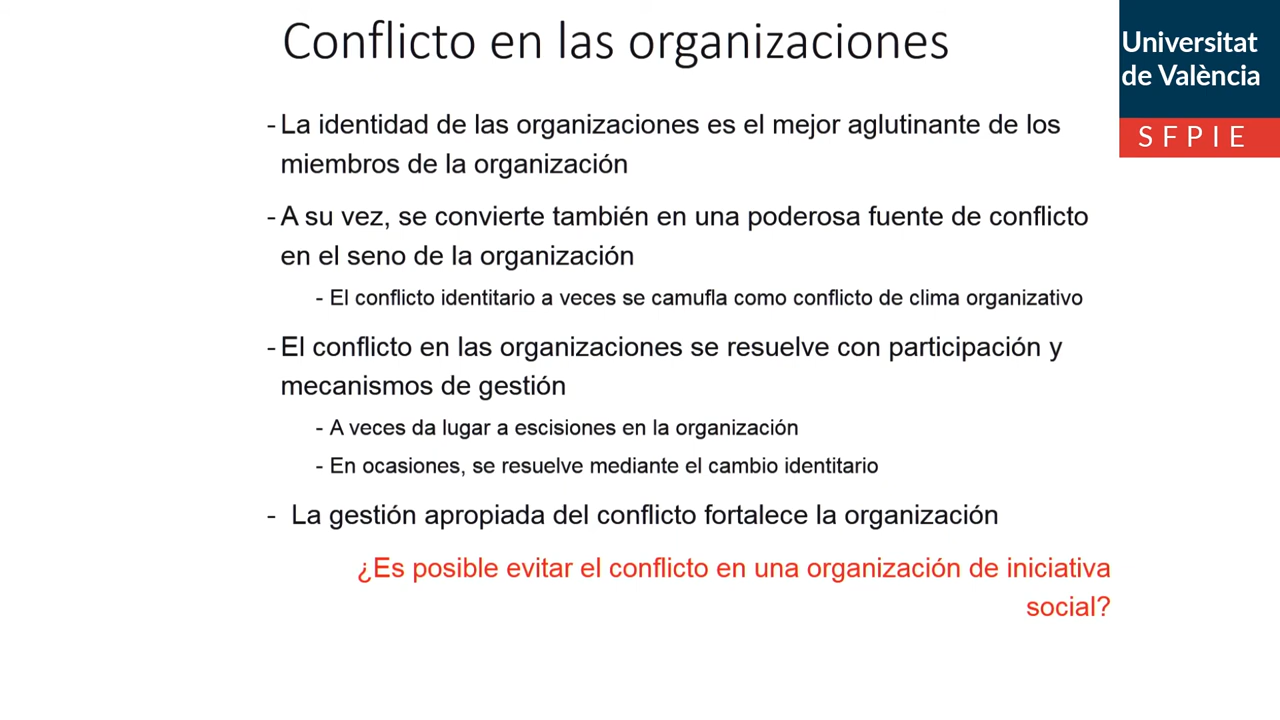 Conflicto en las organizaciones
Universitat
de València
SFPIE
- La identidad de las organizaciones es el mejor aglutinante de los
miembros de la organización
- A su vez, se convierte también en una poderosa fuente de conflicto
en el seno de la organización
- El conflicto identitario a veces se camufla como conflicto de clima organizativo
- El conflicto en las organizaciones se resuelve con participación y
mecanismos de gestión
- A veces da lugar a escisiones en la organización
- En ocasiones, se resuelve mediante el cambio identitario
- La gestión apropiada del conflicto fortalece la organización
¿Es posible evitar el conflicto en una organización de iniciativa
social?